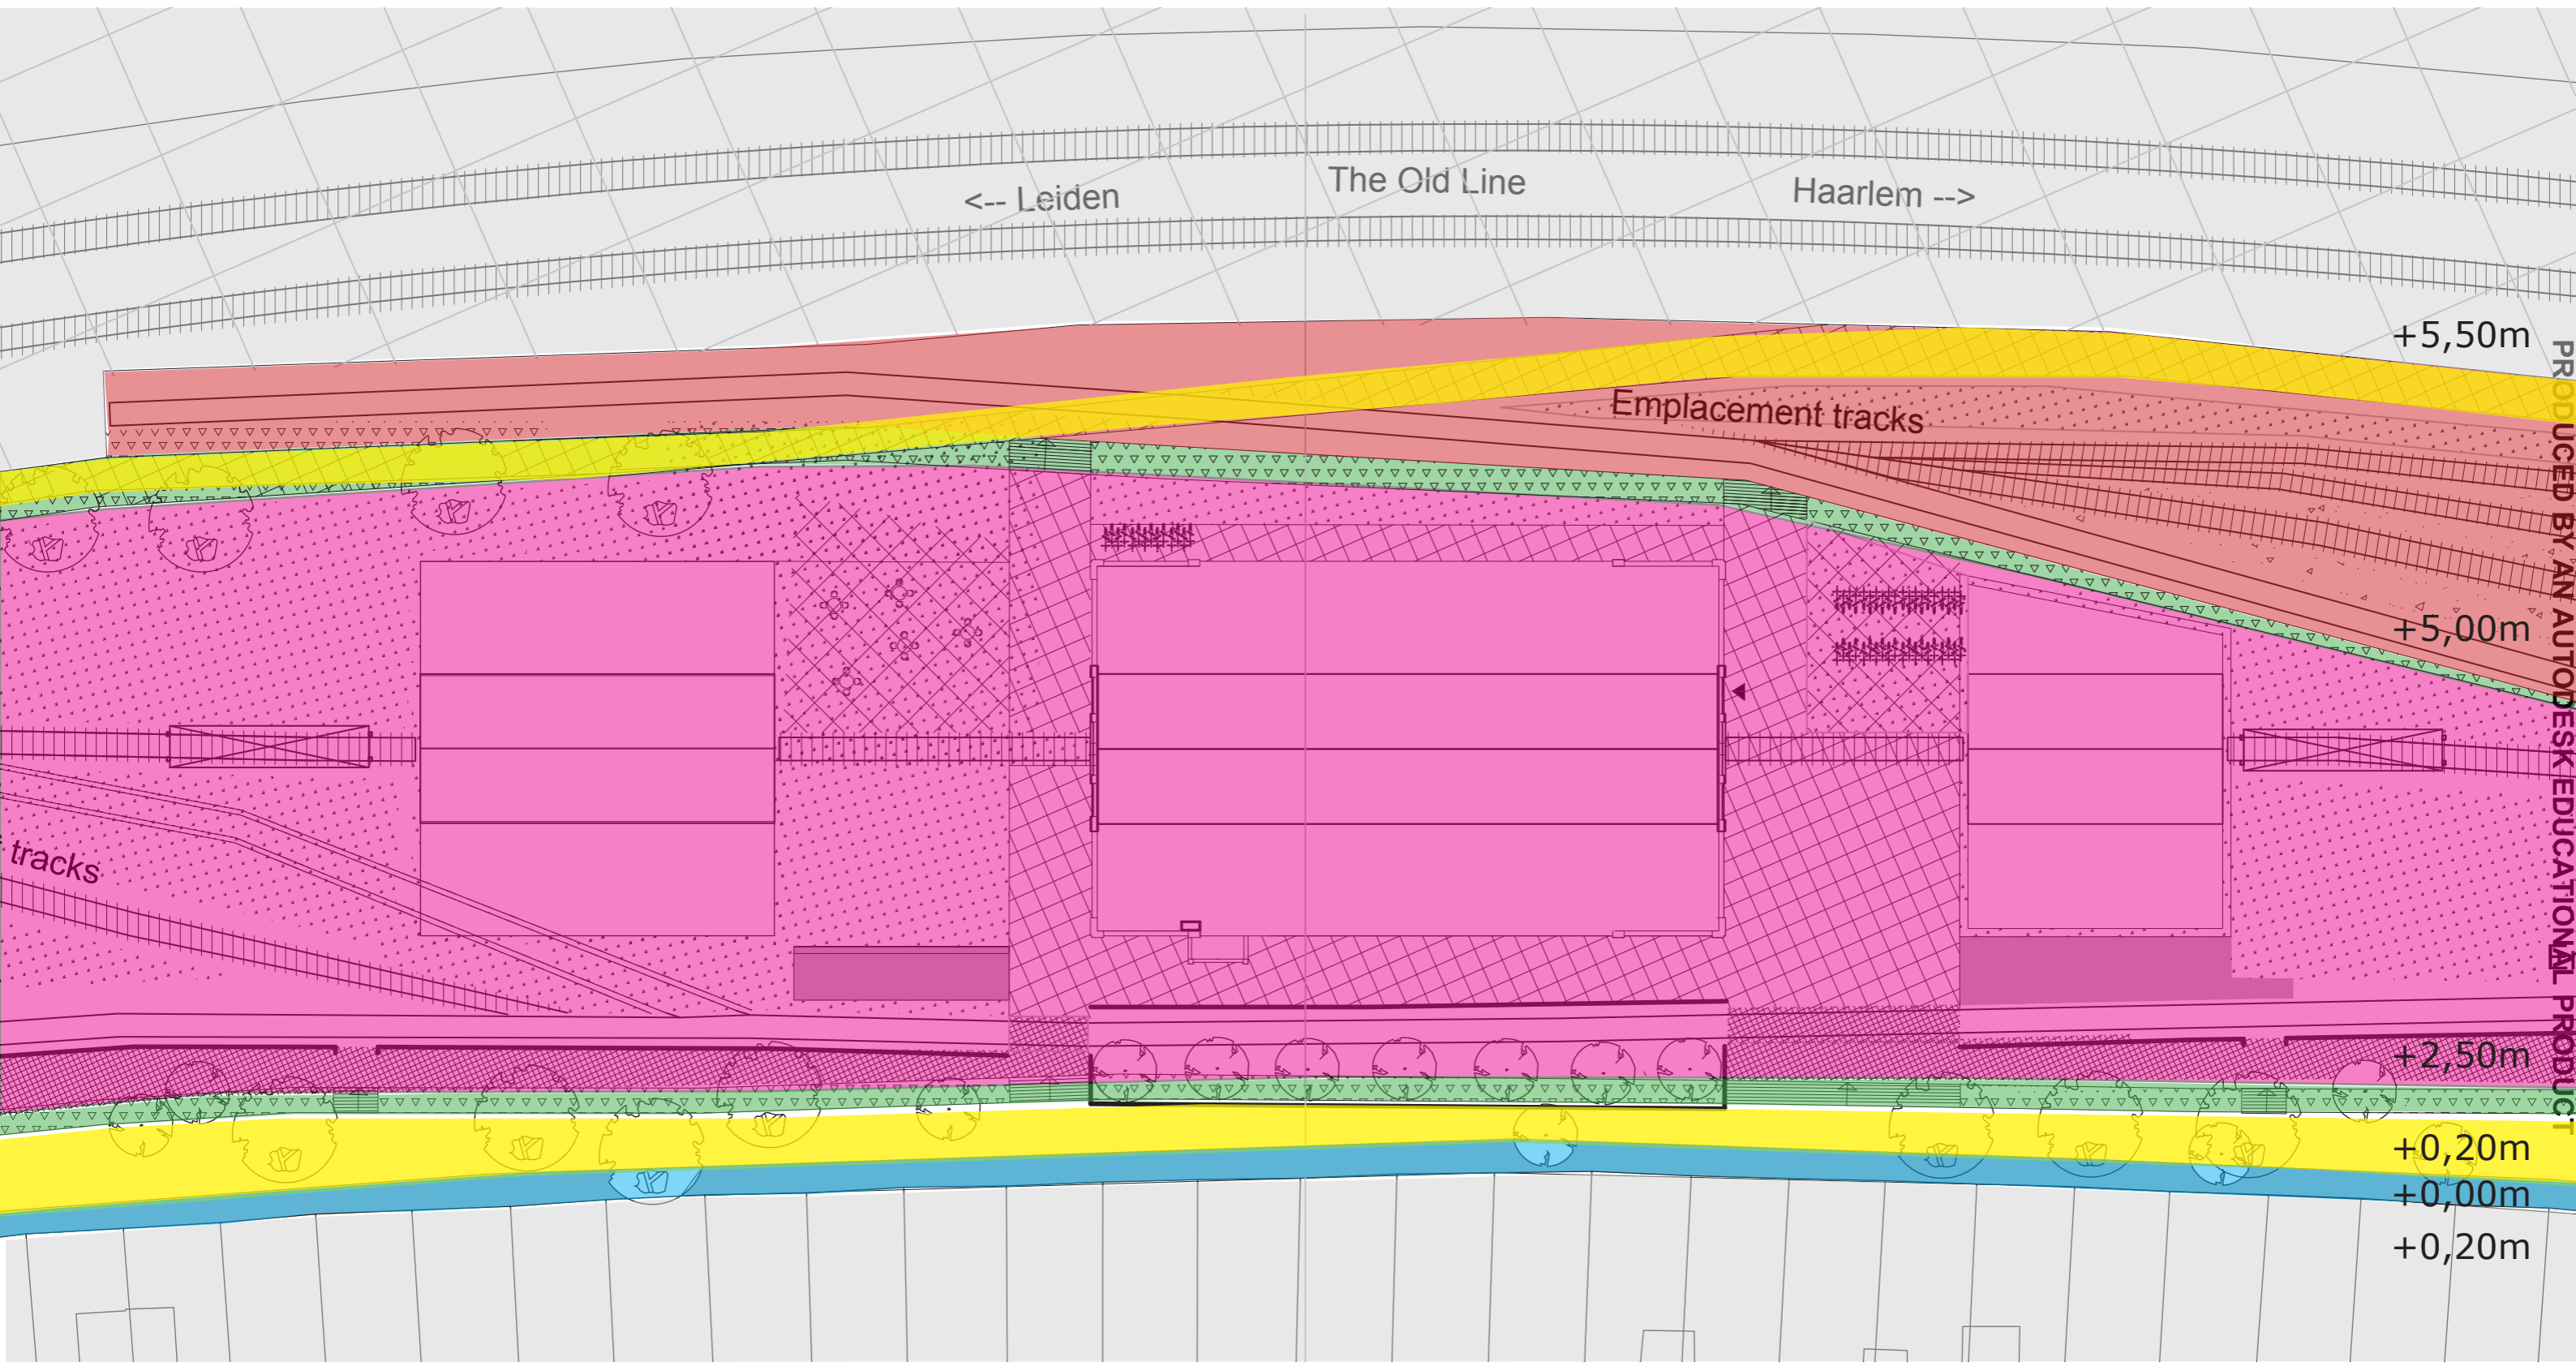 <-- Leiden
The Old Line
Haarlem -->
+5,50m
Emplacement tracks
+5,00m
tracks
+2,50m
+0,20m
+0,00m
+0,20m
PRODUCED BY AN AUTODESK EDUCATIONAL PRODUCT